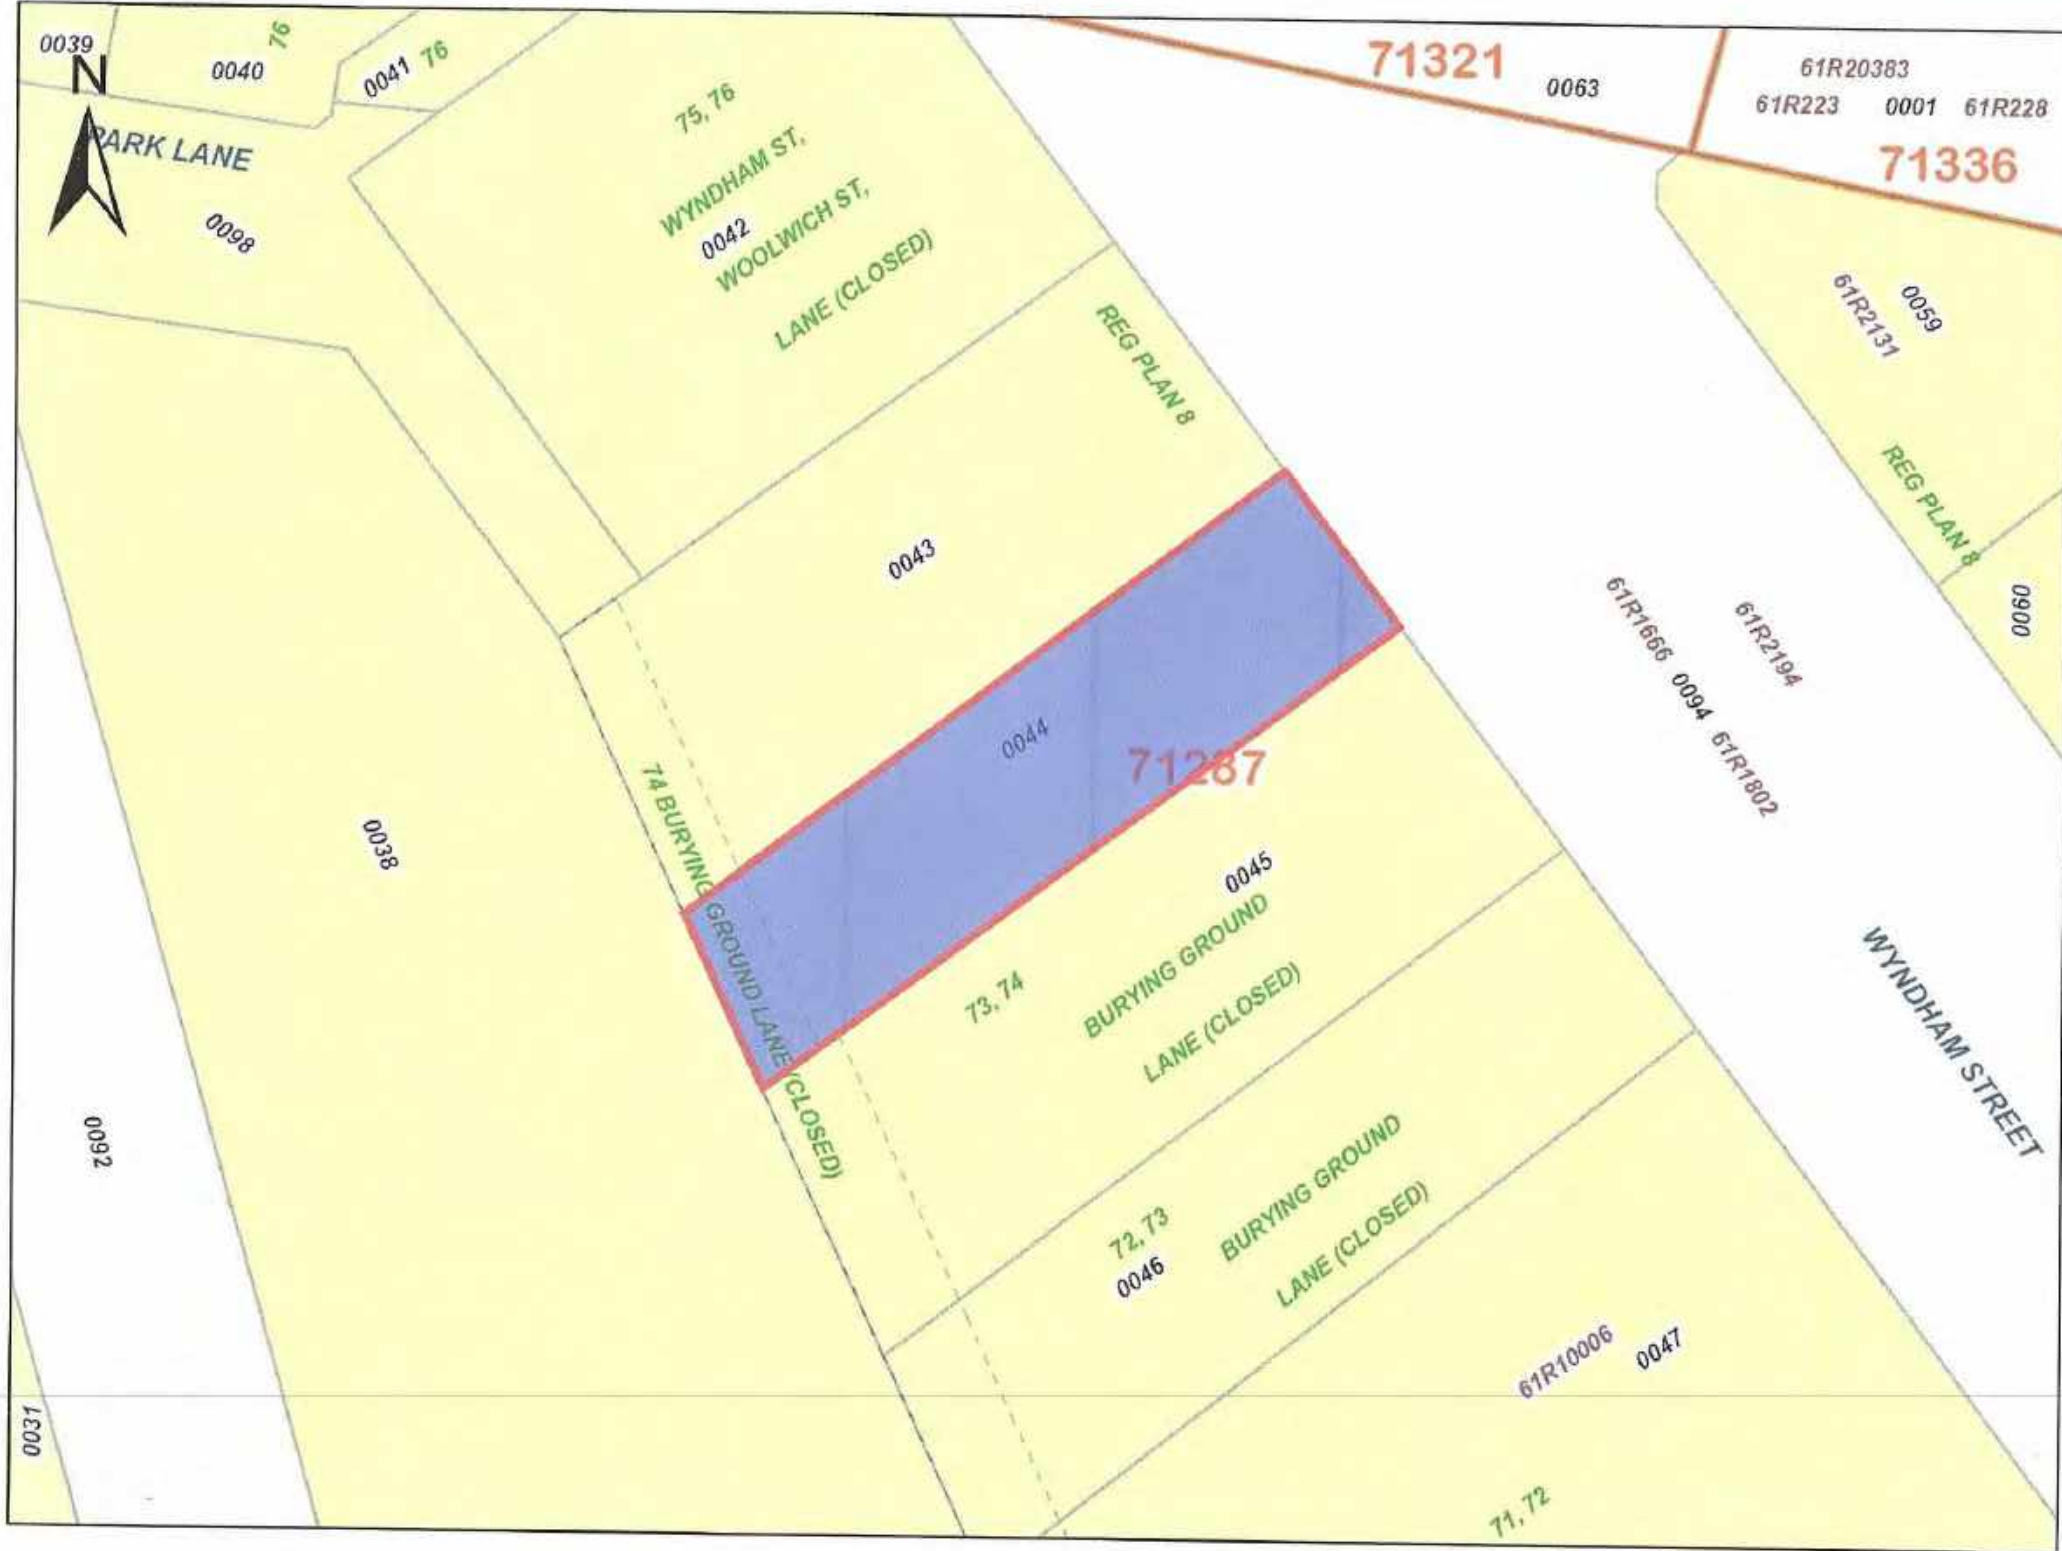 0039
N
0040
76
0041
76
PARK LANE
0098
75, 76
WYNDHAM ST,
0042
WOOLWICH ST,
LANE (CLOSED)
71321
0063
61R20383
61R223 0001 61R228
71336
REG PLAN 8
61R2131
0059
REG PLAN 8
0060
0043
61R1666 0094 61R1802
61R2194
0044
71287
0038
74 BURYING GROUND LANE (CLOSED)
0045
73, 74
BURYING GROUND
LANE (CLOSED)
WYNDHAM STREET
0092
72, 73
0046
BURYING GROUND
LANE (CLOSED)
61R10006
0047
0031
71, 72